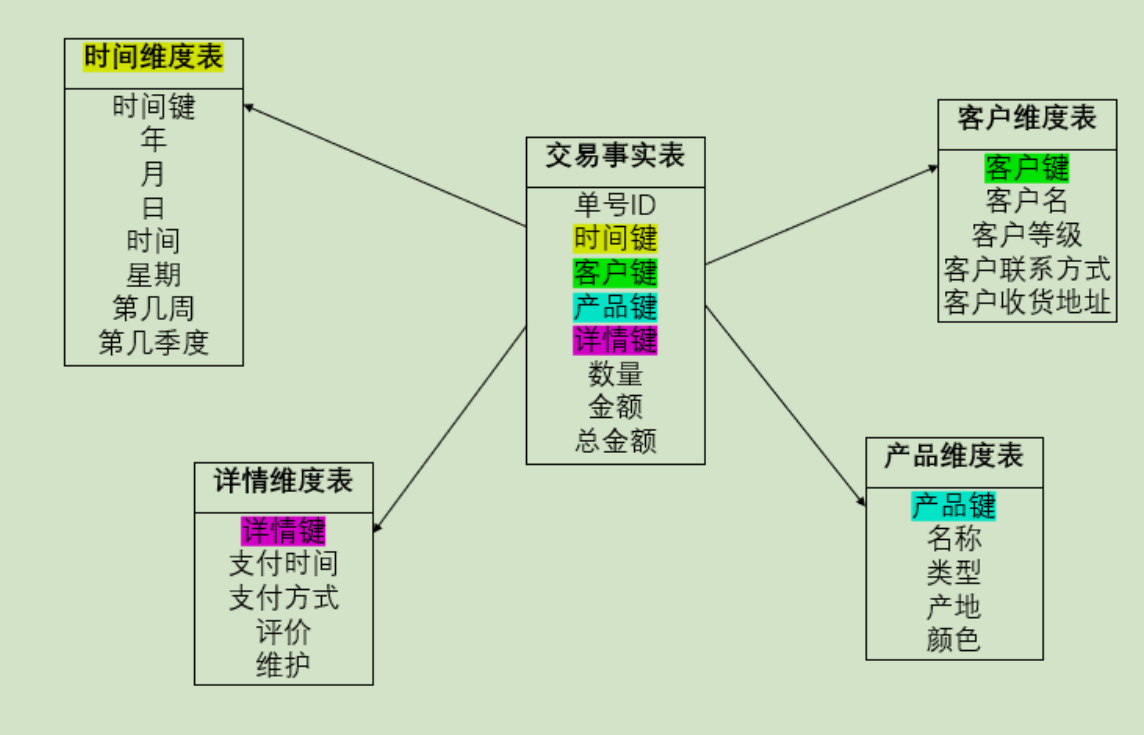 时间维度表
时间键
年
月
日
时间
星期
第几周
第几季度
交易事实表
单号ID
时间键
客户键
产品键
详情键
数量
金额
总金额
客户维度表
客户键
客户名
客户等级
客户联系方式
客户收货地址
详情维度表
详情键
支付时间
支付方式
评价
维护
产品维度表
产品键
名称
类型
产地
颜色